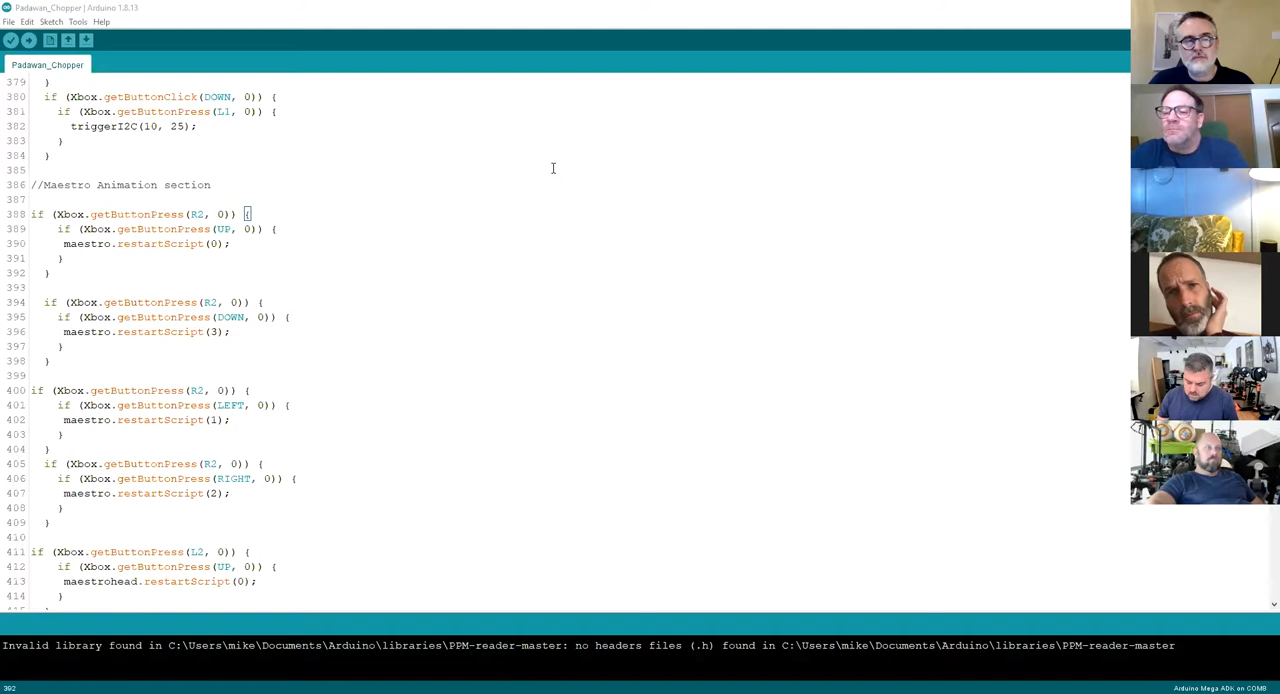 Padawan_Chopper | Arduino 1.8.13
File Edit Sketch Tools Help
Padawan_Chopper
379 }
380 if (Xbox.getButtonClick(DOWN, 0)) {
381 if (Xbox.getButtonPress(L1, 0)) {
382 triggerI2C(10, 25);
383 }
384 }
385
386 //Maestro Animation section
387
388 if (Xbox.getButtonPress(R2, 0)) {
389 if (Xbox.getButtonPress(UP, 0)) {
390 maestro.restartScript(0);
391 }
392 }
393
394 if (Xbox.getButtonPress(R2, 0)) {
395 if (Xbox.getButtonPress(DOWN, 0)) {
396 maestro.restartScript(3);
397 }
398 }
399
400 if (Xbox.getButtonPress(R2, 0)) {
401 if (Xbox.getButtonPress(LEFT, 0)) {
402 maestro.restartScript(1);
403 }
404 }
405 if (Xbox.getButtonPress(R2, 0)) {
406 if (Xbox.getButtonPress(RIGHT, 0)) {
407 maestro.restartScript(2);
408 }
409 }
410
411 if (Xbox.getButtonPress(L2, 0)) {
412 if (Xbox.getButtonPress(UP, 0)) {
413 maestrohead.restartScript(0);
414 }
Invalid library found in C:\Users\mike\Documents\Arduino\libraries\PPM-reader-master: no headers files (.h) found in C:\Users\mike\Documents\Arduino\libraries\PPM-reader-master
392 Arduino Mega ADK on COM8